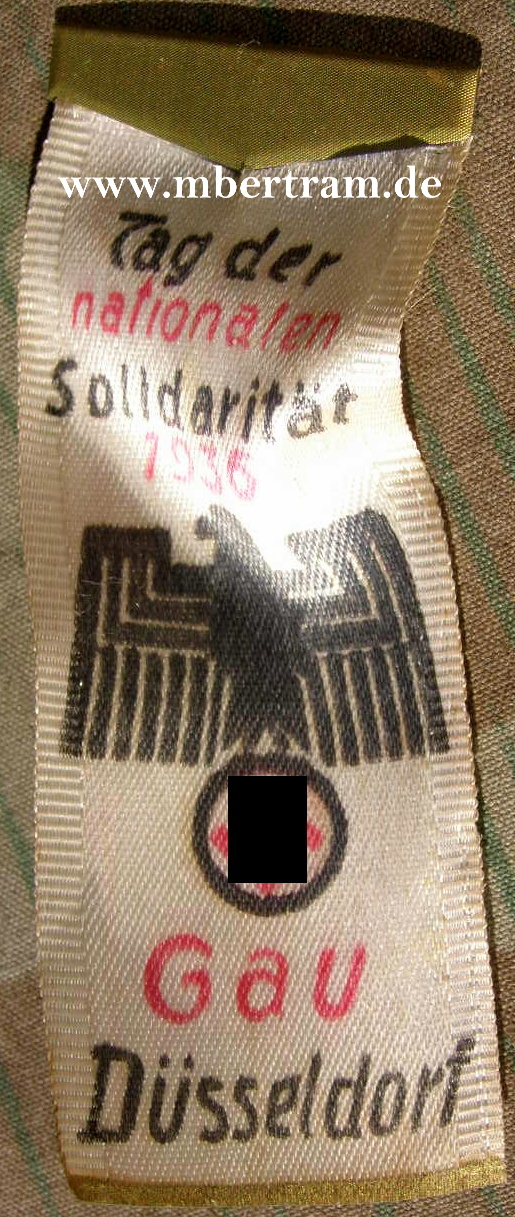 www.mbertram.de
Tag der
nationalen
Solidarität
1936
Gau
Düsseldorf